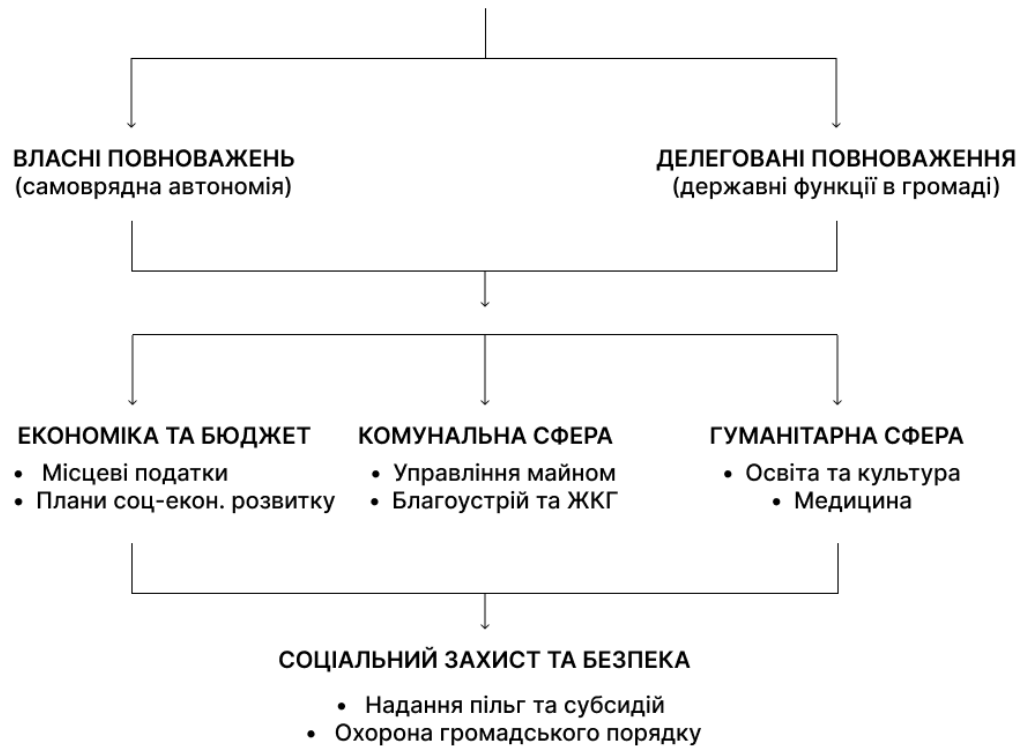 ВЛАСНІ ПОВНОВАЖЕНЬ
(самоврядна автономія)
ДЕЛЕГОВАНІ ПОВНОВАЖЕННЯ
(державні функції в громаді)
ЕКОНОМІКА ТА БЮДЖЕТ
• Місцеві податки
• Плани соц-екон. розвитку
КОМУНАЛЬНА СФЕРА
• Управління майном
• Благоустрій та ЖКГ
ГУМАНІТАРНА СФЕРА
• Освіта та культура
• Медицина
СОЦІАЛЬНИЙ ЗАХИСТ ТА БЕЗПЕКА
• Надання пільг та субсидій
• Охорона громадського порядку